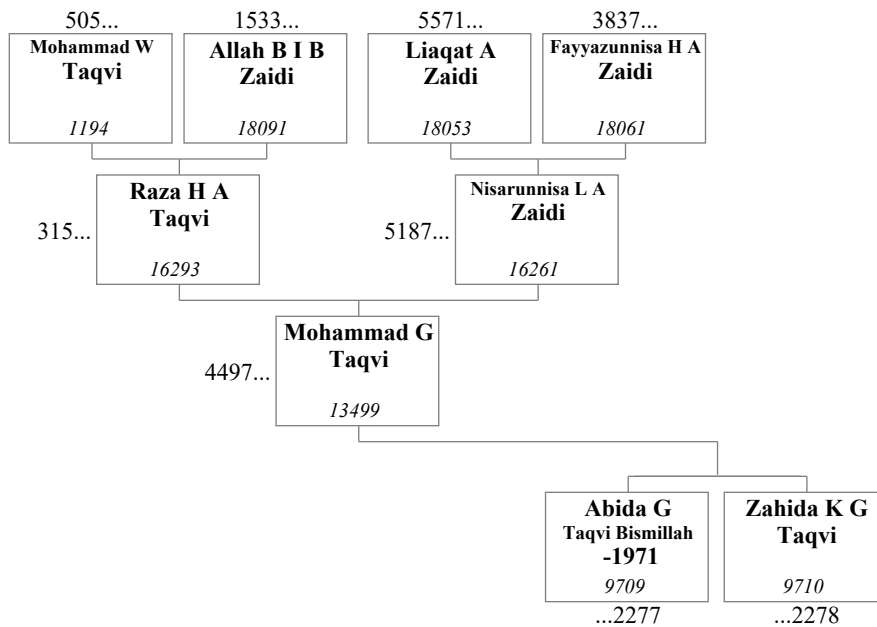 505...
1533...
5571...
3837...
Mohammad W
Taqvi
1194
Allah B I B
Zaidi
18091
Liaqat A
Zaidi
18053
Fayyazunnisa H A
Zaidi
18061
315...
Raza H A
Taqvi
16293
5187...
Nisarunnisa L A
Zaidi
16261
4497...
Mohammad G
Taqvi
13499
Abida G
Taqvi Bismillah
-1971
9709
...2277
Zahida K G
Taqvi
9710
...2278